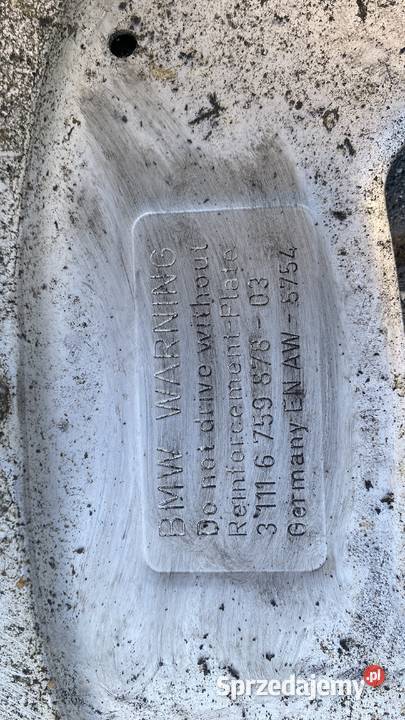 BMW WARNING
Do not drive without
Reinforcement-Plate
3 111 6 759 876 - 03
Germany EN AW - 5754
Sprzedajemy.pl